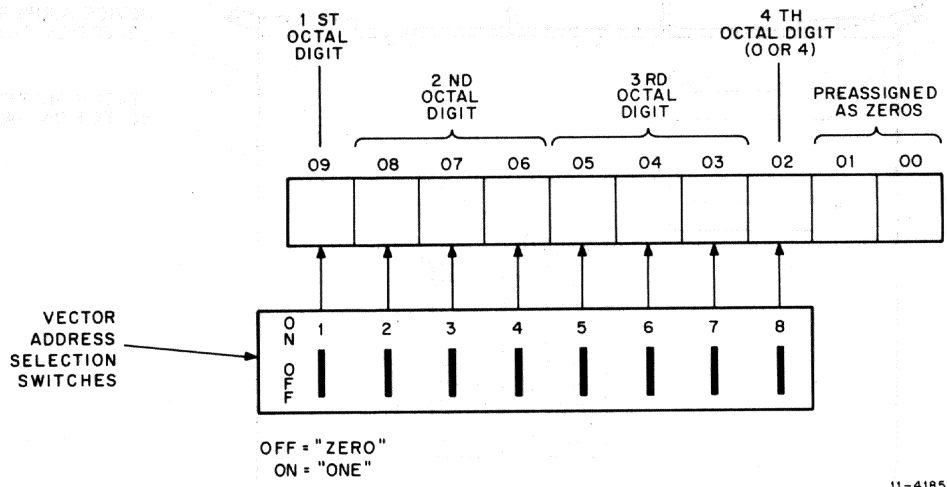 1 ST
OCTAL
DIGIT
2 ND
OCTAL
DIGIT
3 RD
OCTAL
DIGIT
4 TH
OCTAL DIGIT
(0 OR 4)
PREASSIGNED
AS ZEROS
09 08 07 06 05 04 03 02 01 00
VECTOR
ADDRESS
SELECTION
SWITCHES
ON
OFF
1 2 3 4 5 6 7 8
OFF = "ZERO"
ON = "ONE"
11-4185